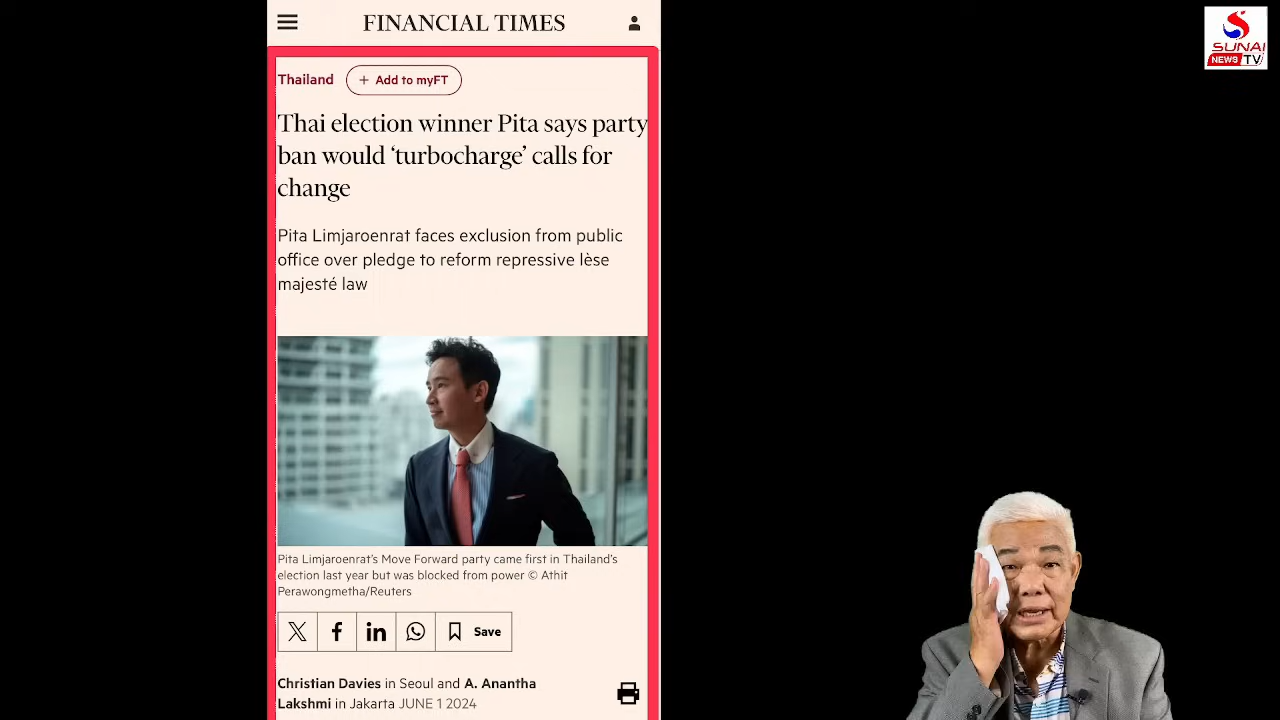 FINANCIAL TIMES
SUNAI
NEWS TV
Thailand
+ Add to myFT
Thai election winner Pita says party
ban would ‘turbocharge’ calls for
change
Pita Limjaroenrat faces exclusion from public
office over pledge to reform repressive lèse
majesté law
Pita Limjaroenrat’s Move Forward party came first in Thailand’s
election last year but was blocked from power © Athit
Perawongmetha/Reuters
Save
Christian Davies in Seoul and A. Anantha
Lakshmi in Jakarta JUNE 1 2024